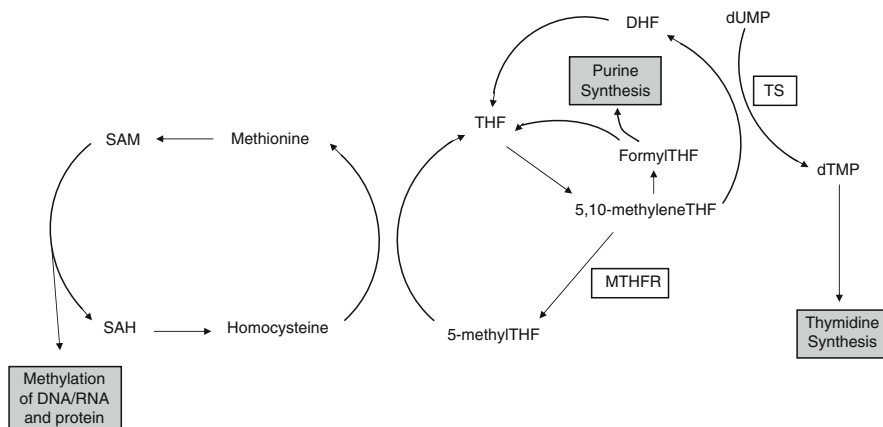 DHF
dUMP
Purine
Synthesis
TS
THF
SAM
Methionine
FormylTHF
dTMP
5,10-methyleneTHF
MTHFR
SAH
Homocysteine
5-methylTHF
Thymidine
Synthesis
Methylation
of DNA/RNA
and protein